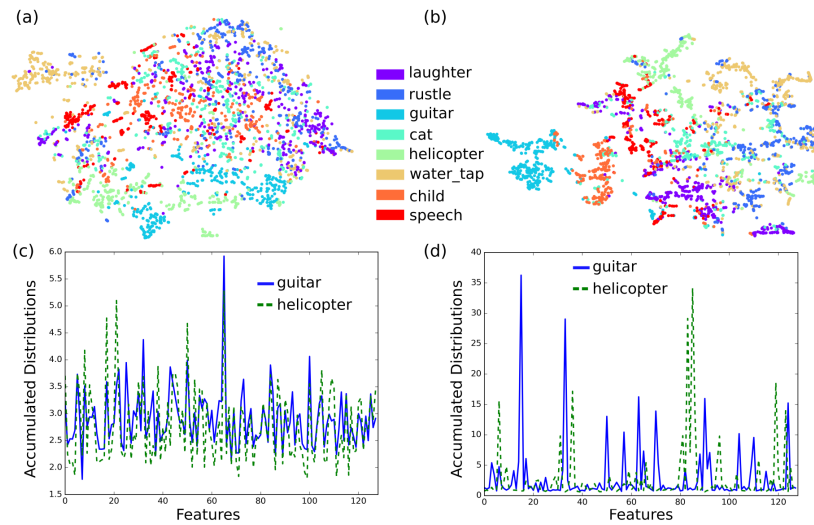 (a)
(b)
laughter
rustle
guitar
cat
helicopter
water_tap
child
speech
(c)
(d)
6.0
5.5
5.0
4.5
4.0
3.5
3.0
2.5
2.0
1.5
Accumulated Distributions
guitar
helicopter
0
20
40
60
80
100
120
Features
40
35
30
25
20
15
10
5
0
Accumulated Distributions
guitar
helicopter
0
20
40
60
80
100
120
Features